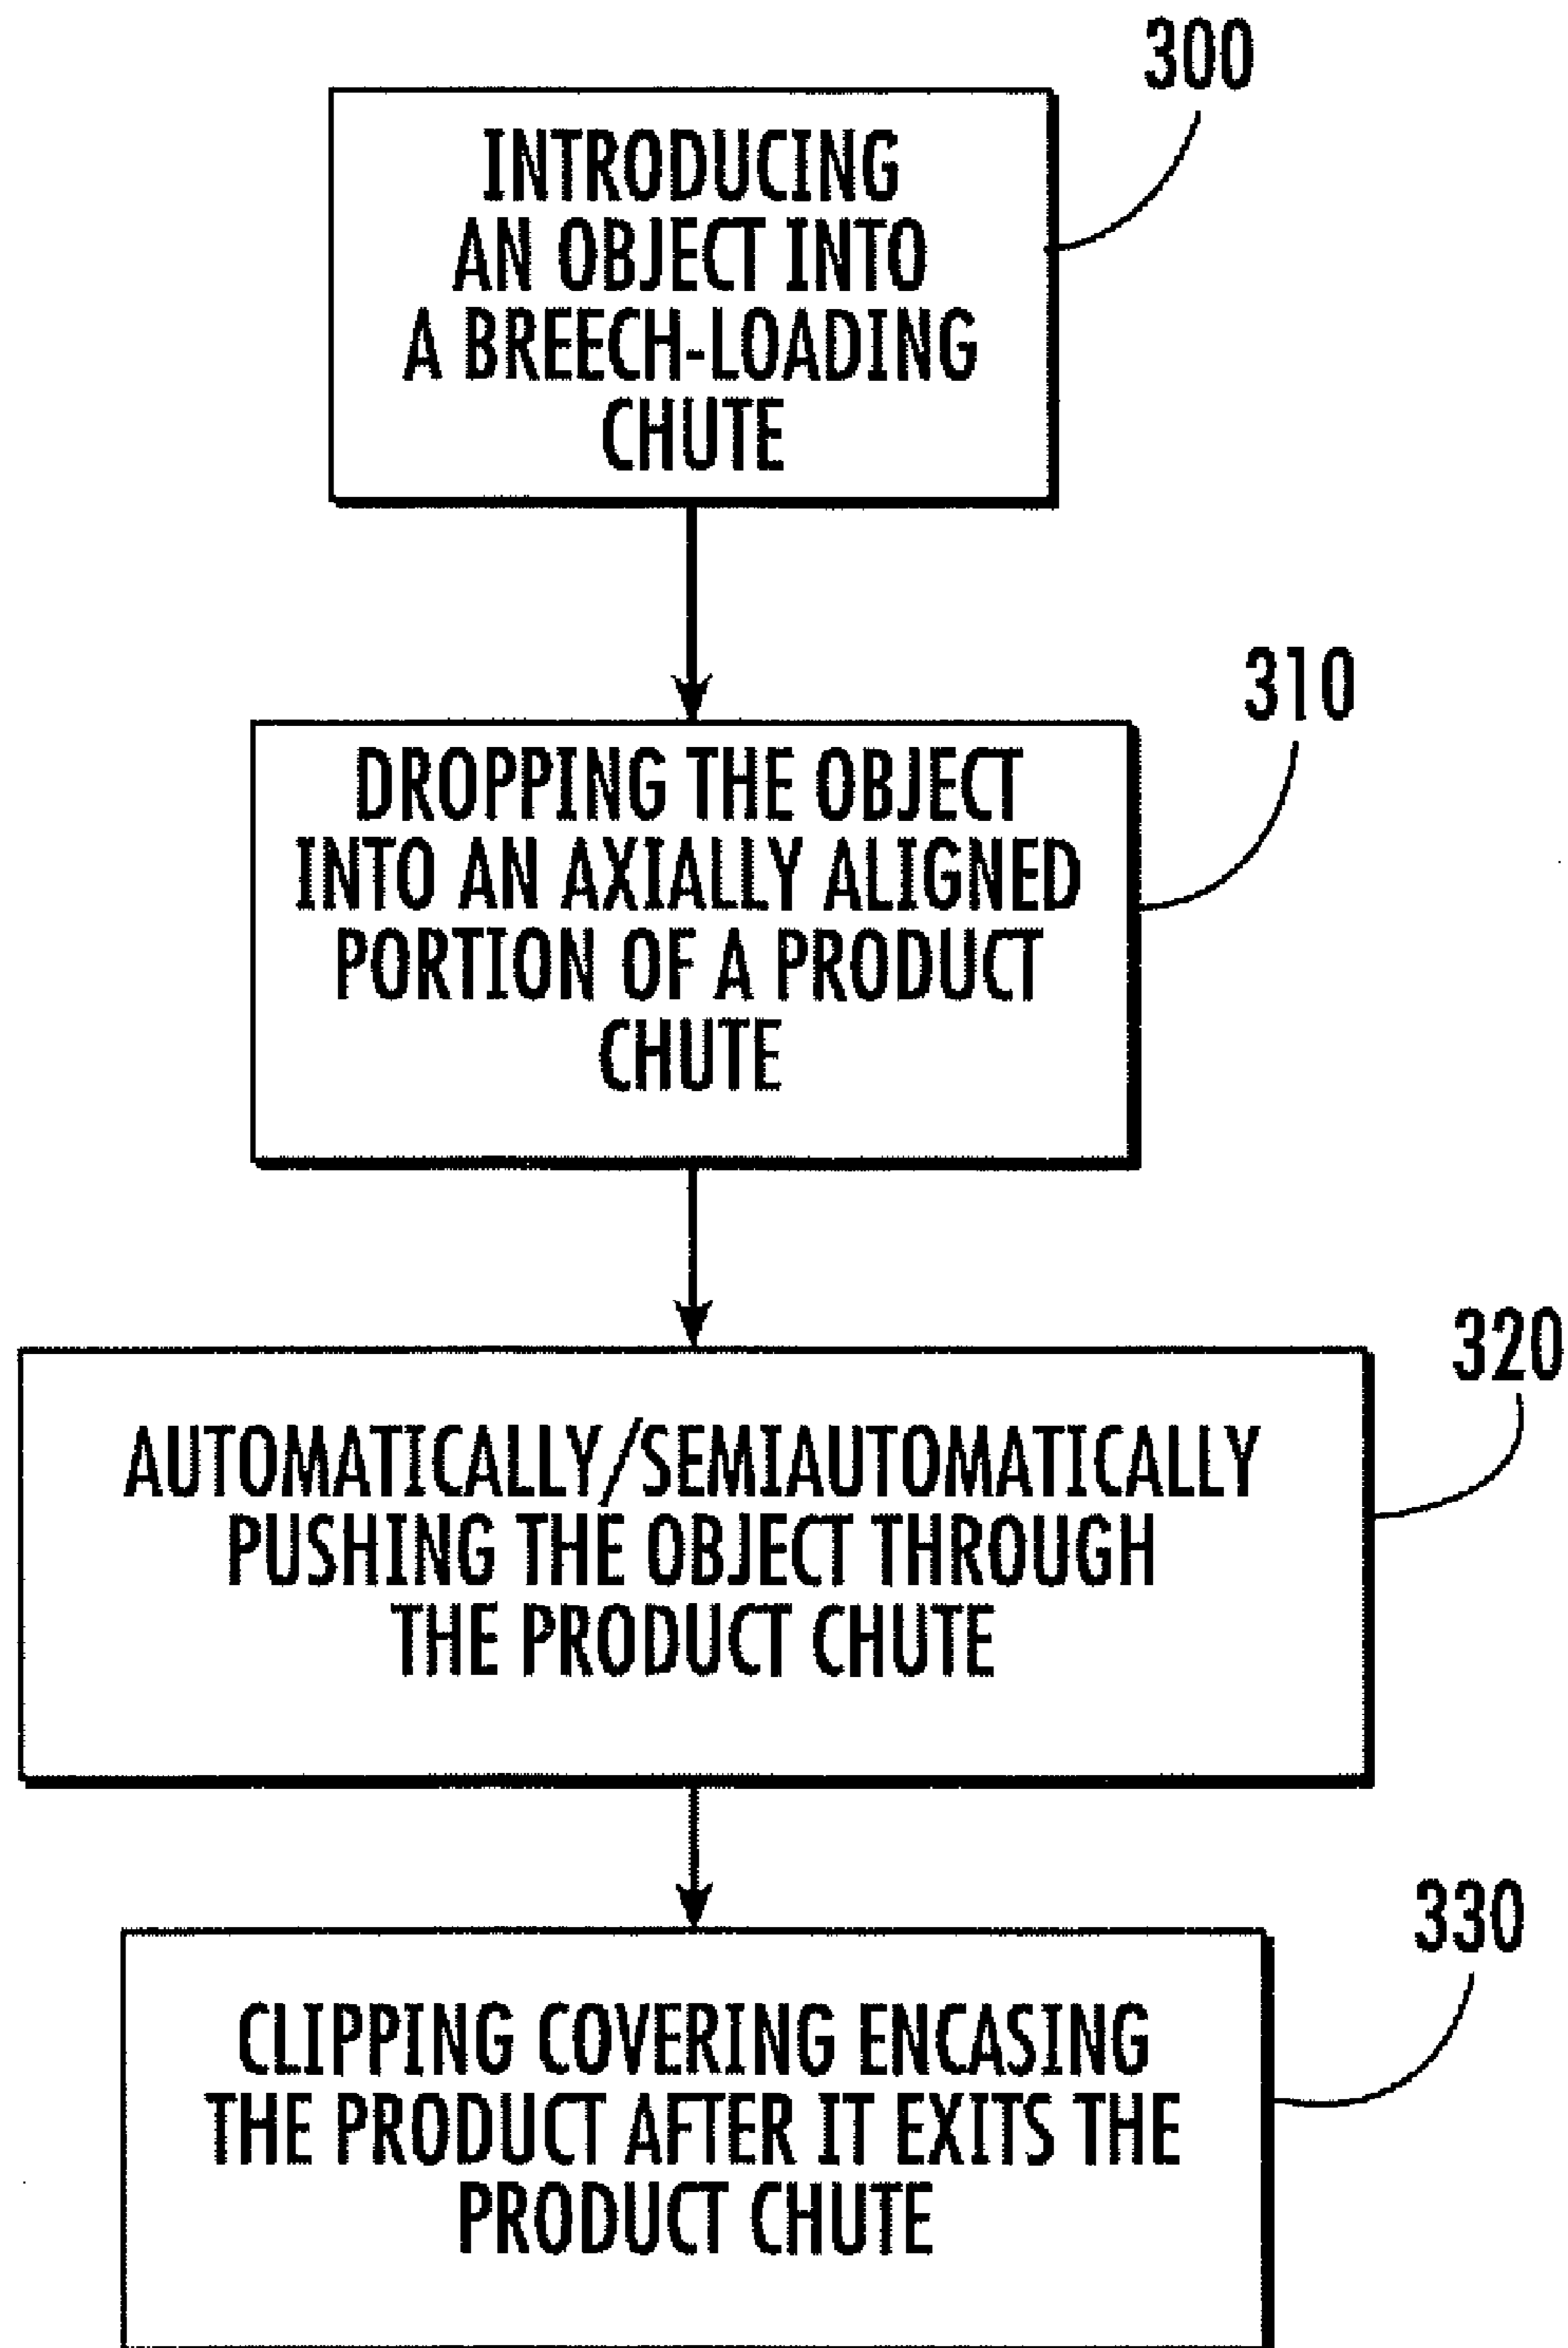 300
INTRODUCING
AN OBJECT INTO
A BREECH-LOADING
CHUTE
310
DROPPING THE OBJECT
INTO AN AXIALLY ALIGNED
PORTION OF A PRODUCT
CHUTE
320
AUTOMATICALLY/SEMIAUTOMATICALLY
PUSHING THE OBJECT THROUGH
THE PRODUCT CHUTE
330
CLIPPING COVERING ENCASING
THE PRODUCT AFTER IT EXITS THE
PRODUCT CHUTE